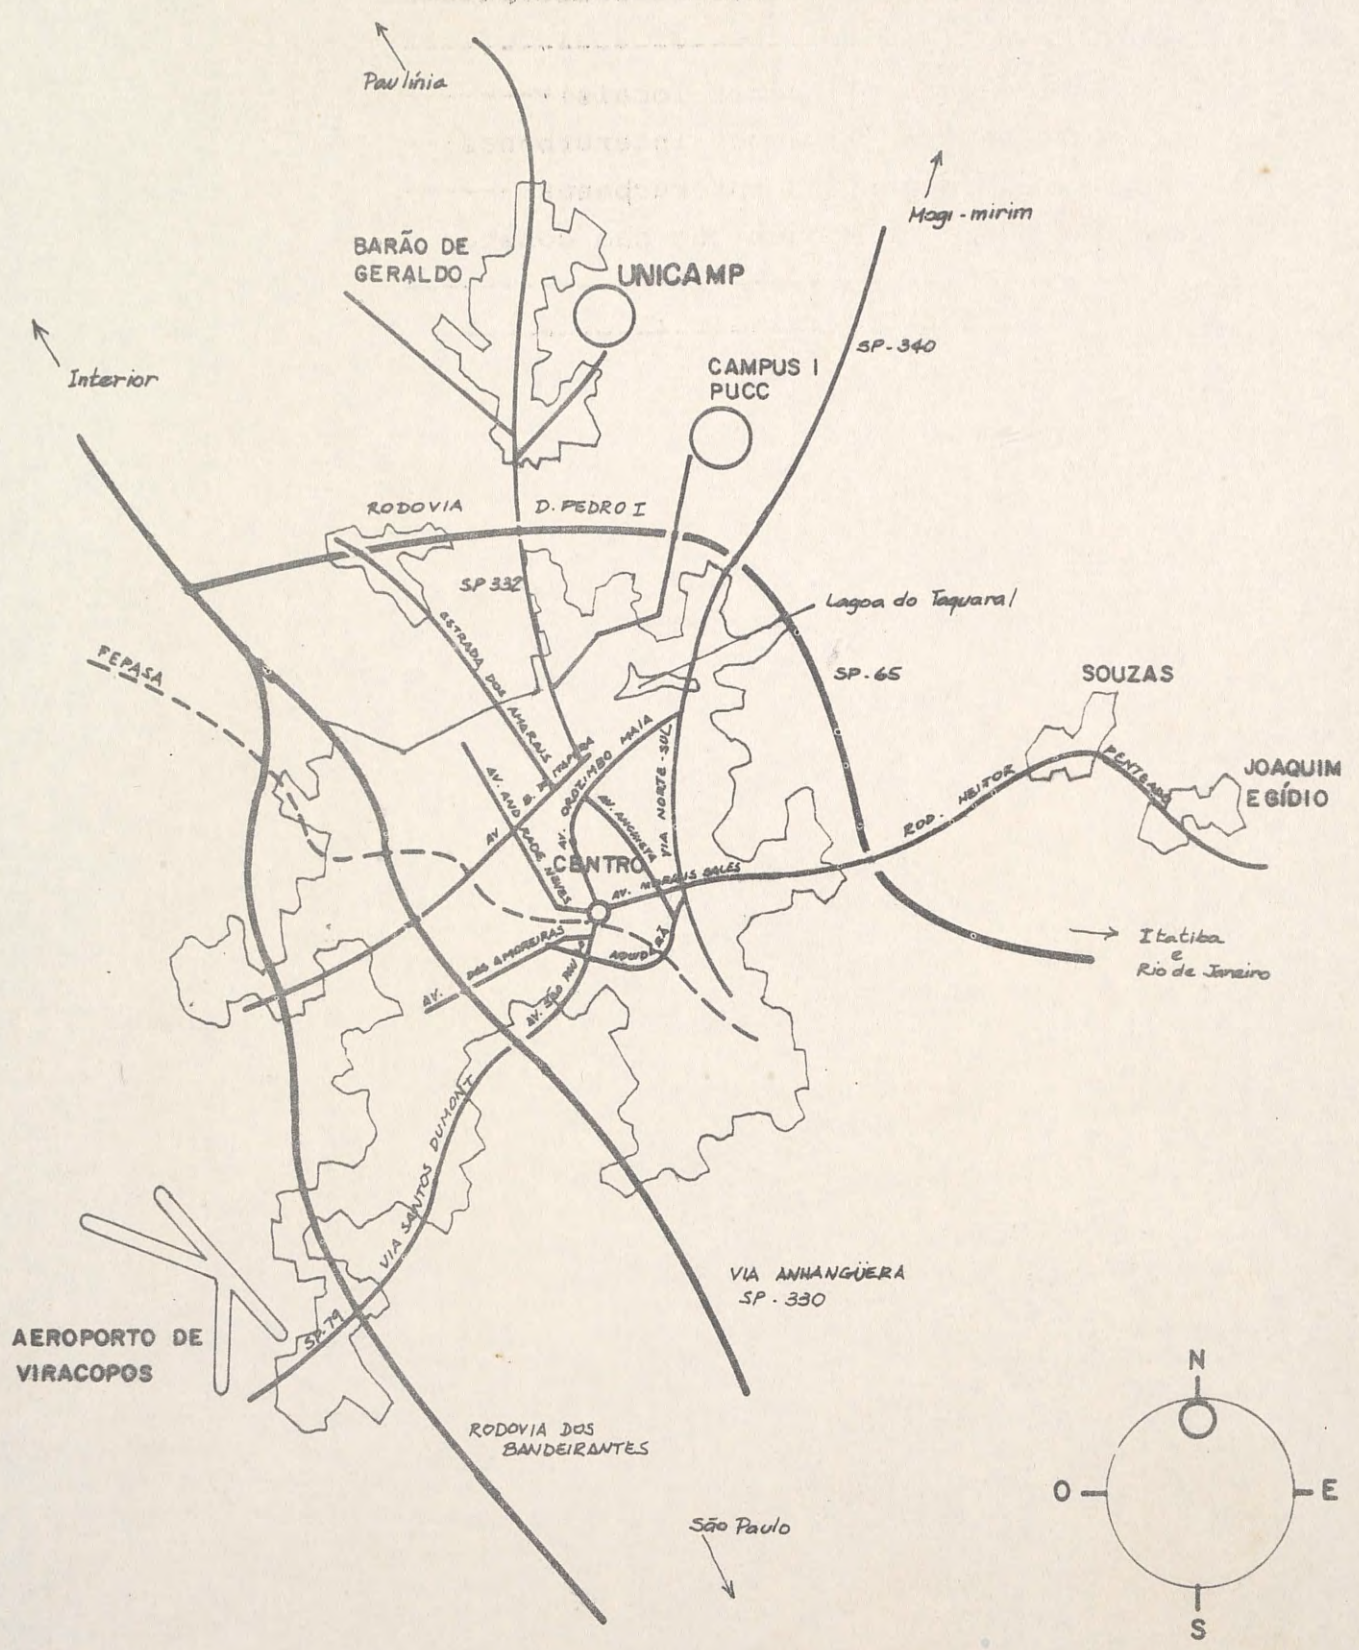 Paulínia
Mogi-mirim
BARÃO DE
GERALDO
UNICAMP
SP-340
CAMPUS I
PUCC
Interior
RODOVIA D. PEDRO I
SP 332
Lagoa do Taquaral
ESTRADA DOS AMARAIS
FEPASA
SP-65
SOUZAS
JOAQUIM
EGÍDIO
ROD. HEITOR PENTEADO
AV. B. DE ITAPURA
AV. OROZIMBO MAIA
VIA NORTE-SUL
AV. ANDRADE NEVES
AV. ANCHIETA
CENTRO
AV. MORAES SALES
AV. DAS AMOREIRAS
AV. SÃO PAULO
Itatiba
e
Rio de Janeiro
VIA SANTOS DUMONT
SP-79
VIA ANHANGÜERA
SP-330
AEROPORTO DE
VIRACOPOS
RODOVIA DOS
BANDEIRANTES
São Paulo
N
O
E
S